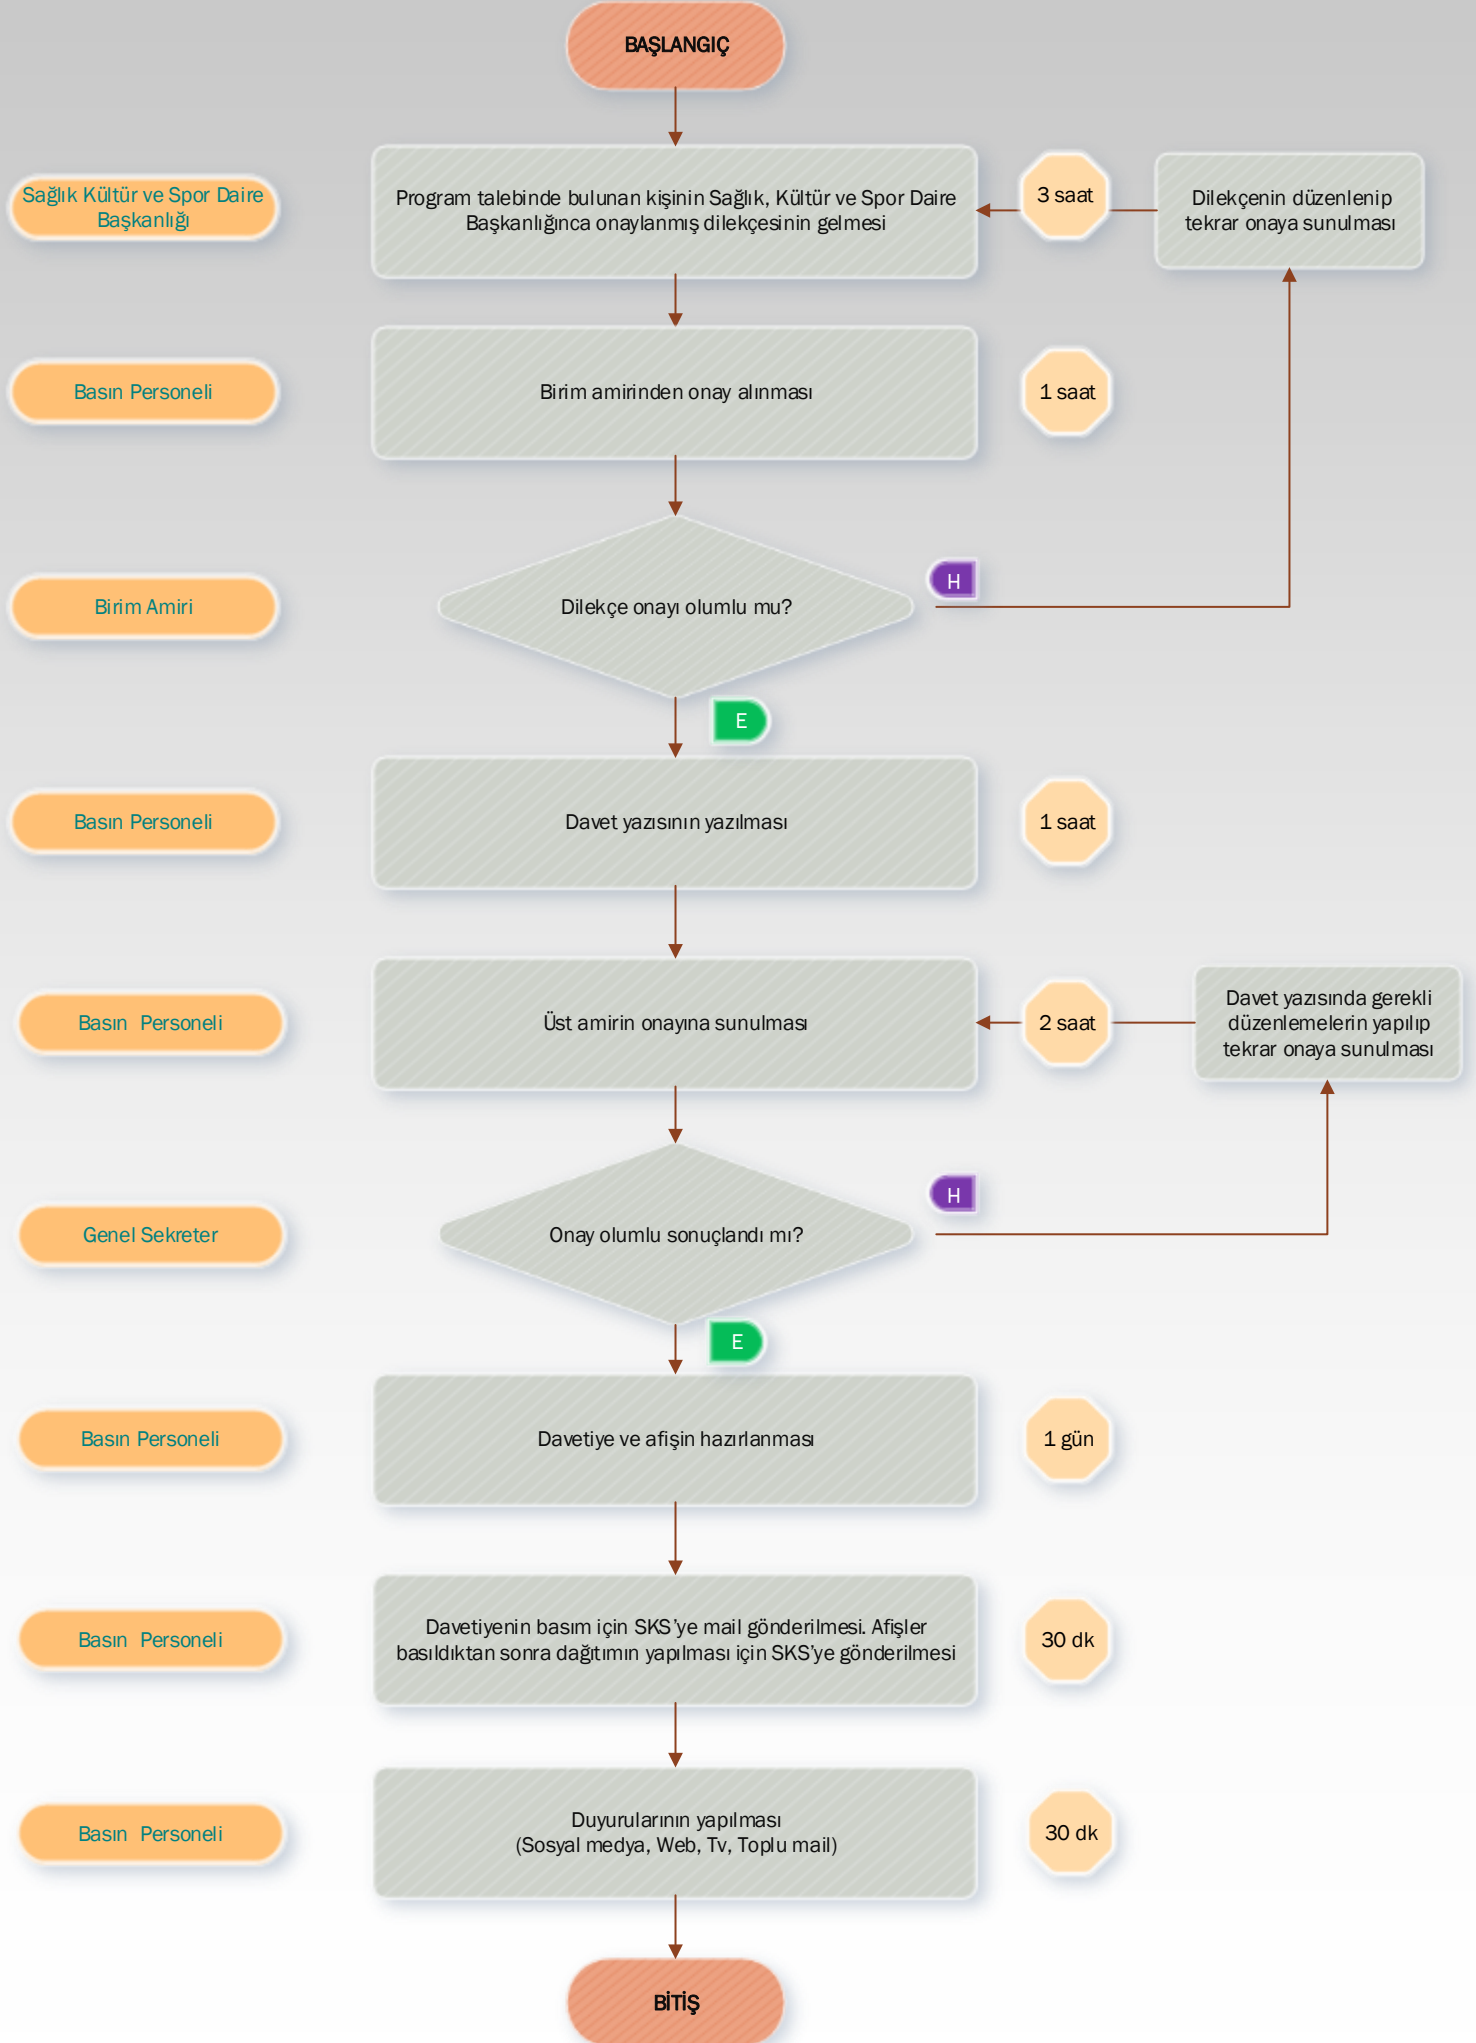 BAŞLANGIÇ
Sağlık Kültür ve Spor Daire
Başkanlığı
Program talebinde bulunan kişinin Sağlık, Kültür ve Spor Daire
Başkanlığınca onaylanmış dilekçesinin gelmesi
3 saat
Dilekçenin düzenlenip
tekrar onaya sunulması
Basın Personeli
Birim amirinden onay alınması
1 saat
Birim Amiri
Dilekçe onayı olumlu mu?
H
E
Basın Personeli
Davet yazısının yazılması
1 saat
Basın  Personeli
Üst amirin onayına sunulması
2 saat
Davet yazısında gerekli
düzenlemelerin yapılıp
tekrar onaya sunulması
Genel Sekreter
Onay olumlu sonuçlandı mı?
H
E
Basın Personeli
Davetiye ve afişin hazırlanması
1 gün
Basın  Personeli
Davetiyenin basım için SKS’ye mail gönderilmesi. Afişler
basıldıktan sonra dağıtımın yapılması için SKS’ye gönderilmesi
30 dk
Basın  Personeli
Duyurularının yapılması
(Sosyal medya, Web, Tv, Toplu mail)
30 dk
BİTİŞ